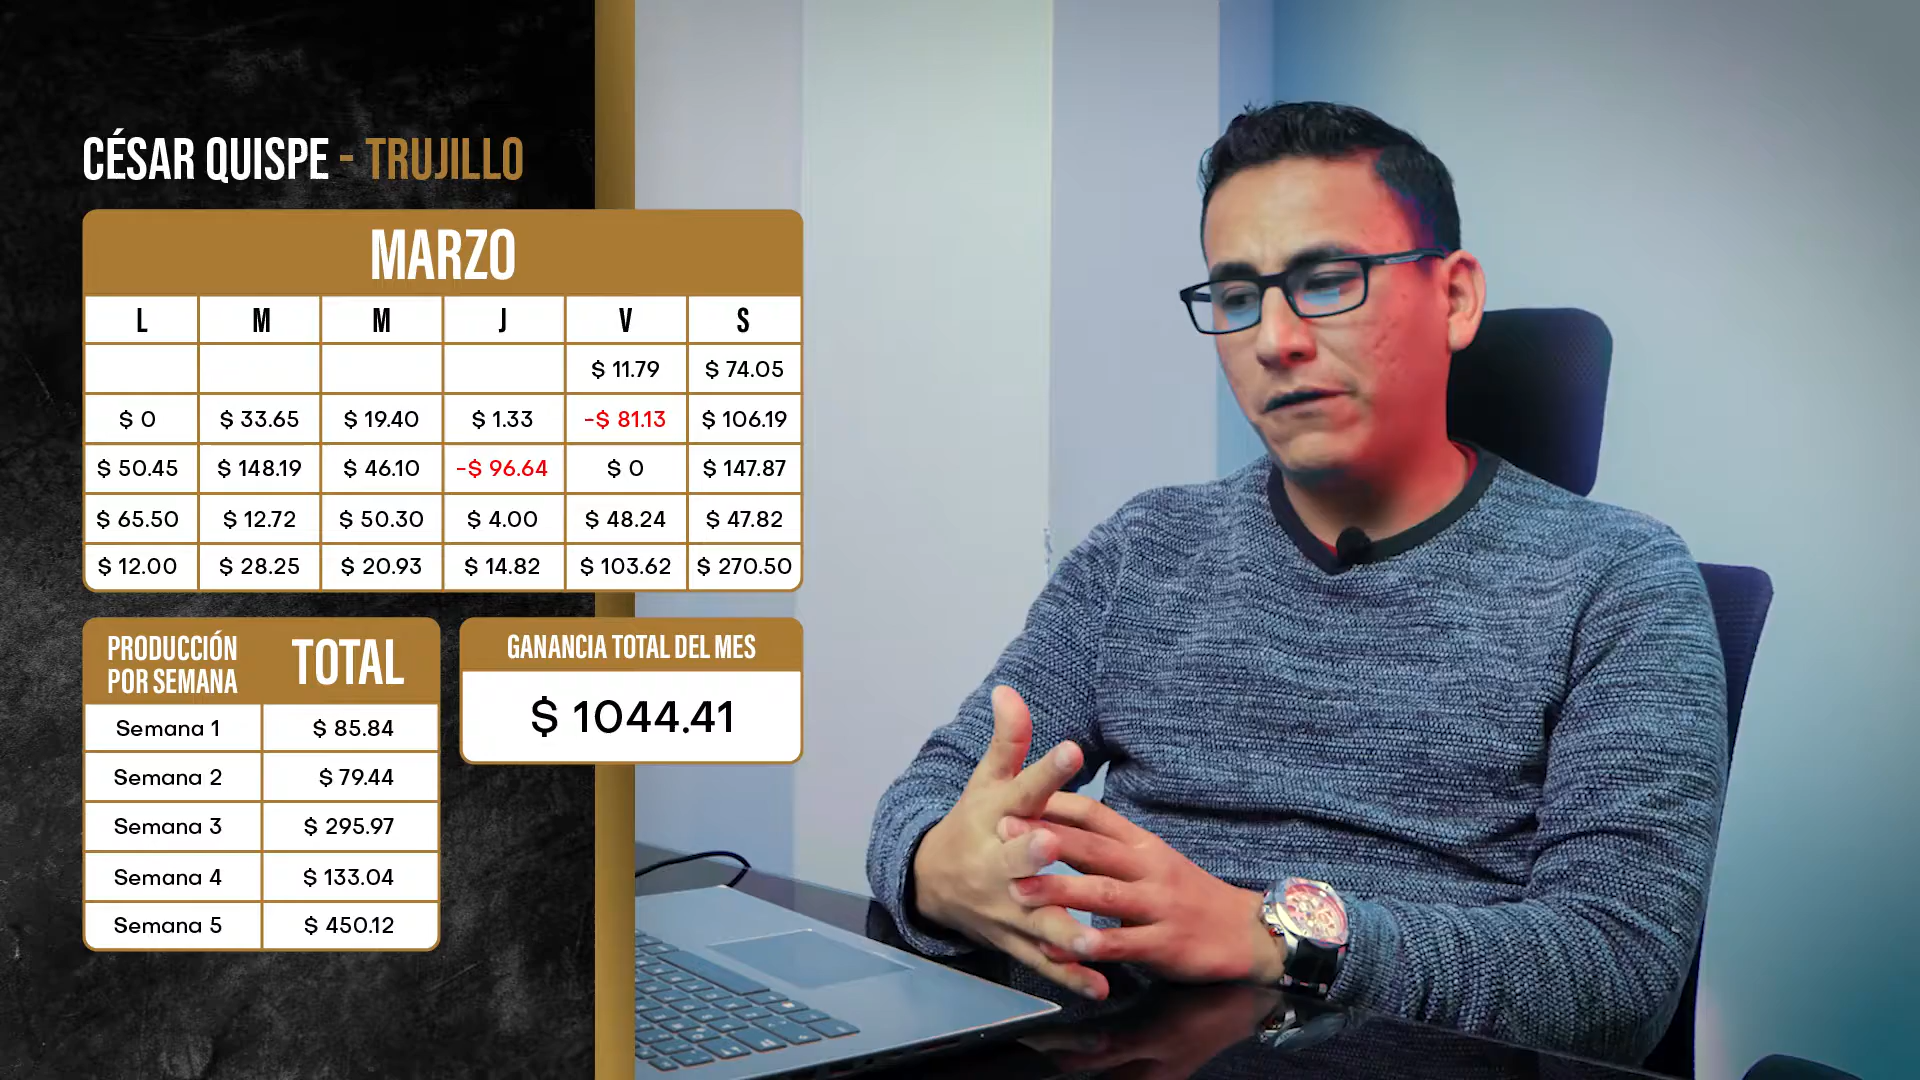 CÉSAR QUISPE - TRUJILLO
MARZO
L M M J V S
$ 11.79 $ 74.05
$ 0 $ 33.65 $ 19.40 $ 1.33 -$ 81.13 $ 106.19
$ 50.45 $ 148.19 $ 46.10 -$ 96.64 $ 0 $ 147.87
$ 65.50 $ 12.72 $ 50.30 $ 4.00 $ 48.24 $ 47.82
$ 12.00 $ 28.25 $ 20.93 $ 14.82 $ 103.62 $ 270.50
PRODUCCIÓN
POR SEMANA
TOTAL
Semana 1 $ 85.84
Semana 2 $ 79.44
Semana 3 $ 295.97
Semana 4 $ 133.04
Semana 5 $ 450.12
GANANCIA TOTAL DEL MES
$ 1044.41